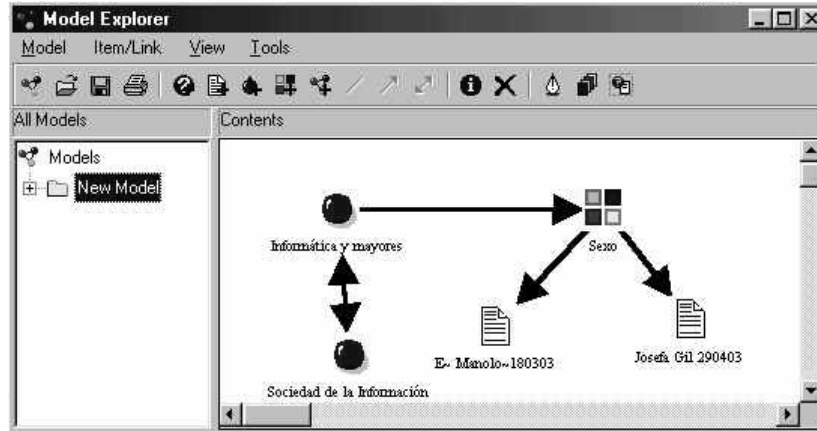 Model Explorer
Model Item/Link View Tools
All Models
Contents
Models
New Model
Informática y mayores
Sexo
E~ Manolo~180303
Josefa Gil 290403
Sociedad de la Información